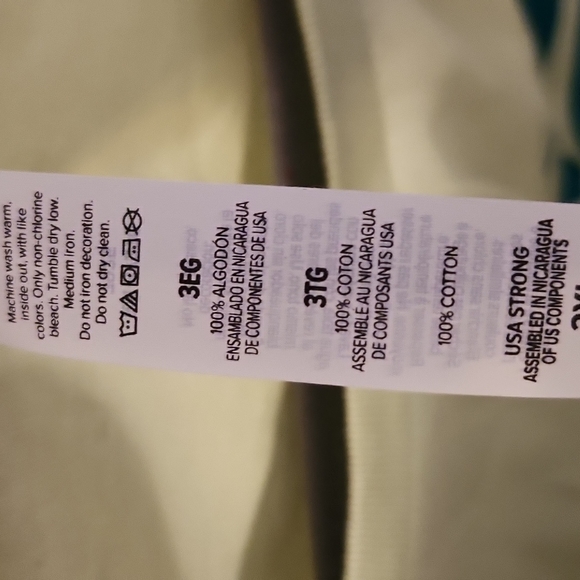 Machine wash warm,
inside out, with like
colors. Only non-chlorine
bleach. Tumble dry low.
Medium iron.
Do not iron decoration.
Do not dry clean.
3EG
100% ALGODÓN
ENSAMBLADO EN NICARAGUA
DE COMPONENTES DE USA
3TG
100% COTON
ASSEMBLE AU NICARAGUA
DE COMPOSANTS USA
100% COTTON
USA STRONG
ASSEMBLED IN NICARAGUA
OF US COMPONENTS